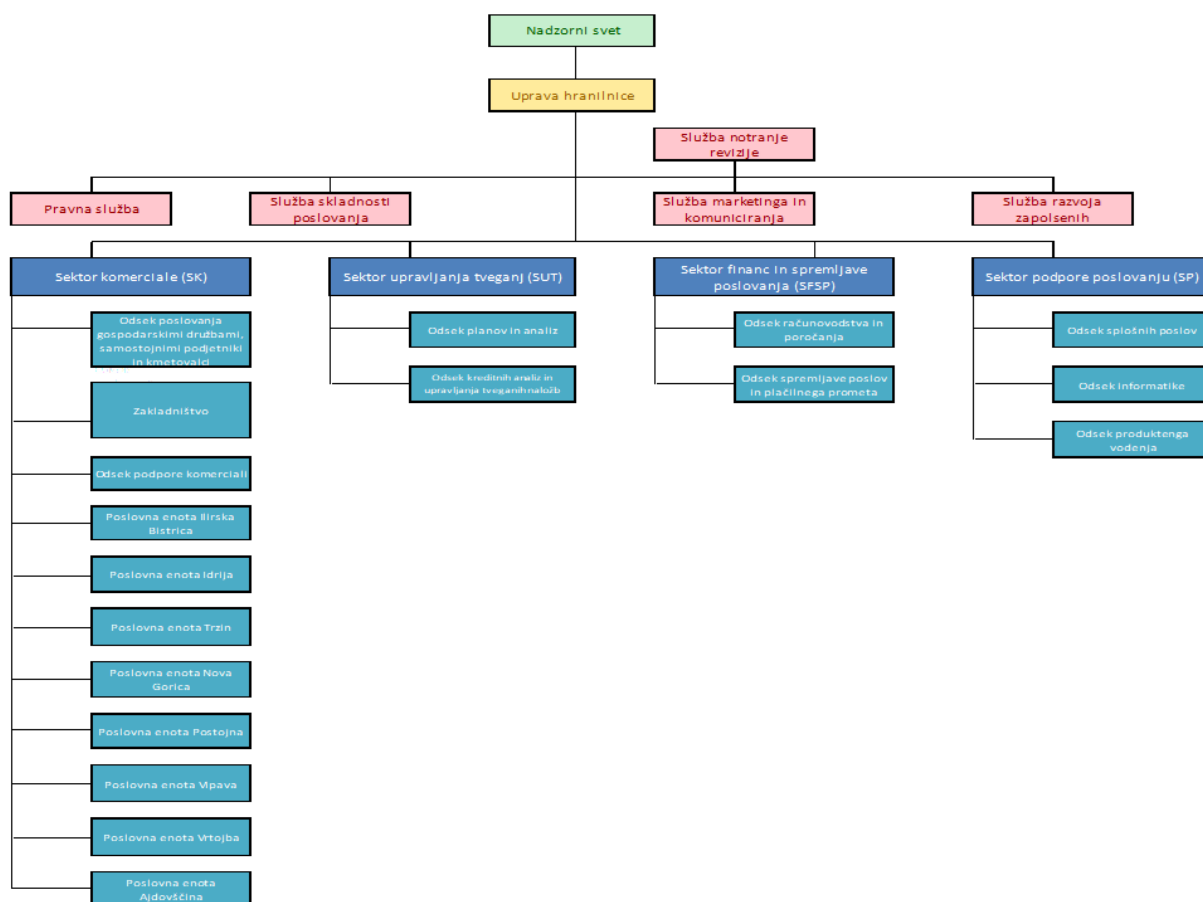 Nadzorni svet
Uprava hranilnice
Služba notranje
revizije
Pravna služba
Služba skladnosti
poslovanja
Služba marketinga in
komuniciranja
Služba razvoja
zapolsenih
Sektor komerciale (SK)
Odsek poslovanja
gospodarskimi družbami,
samostojnimi podjetniki
in kmetovalci
Zakladništvo
Odsek podpore komerciali
Poslovna enota Ilirska
Bistrica
Poslovna enota Idrija
Poslovna enota Trzin
Poslovna enota Nova
Gorica
Poslovna enota Postojna
Poslovna enota Vipava
Poslovna enota Vrtojba
Poslovna enota
Ajdovščina
Sektor upravljanja tveganj (SUT)
Odsek planov in analiz
Odsek kreditnih analiz in
upravljanja tveganih naložb
Sektor financ in spremljave
poslovanja (SFSP)
Odsek računovodstva in
poročanja
Odsek spremljave poslov
in plačilnega prometa
Sektor podpore poslovanju (SP)
Odsek splošnih poslov
Odsek informatike
Odsek produktenga
vodenja